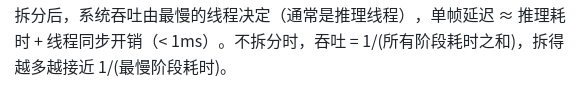 拆分后，系统吞吐由最慢的线程决定（通常是推理线程），单帧延迟 ≈ 推理耗
时 + 线程同步开销（< 1ms）。不拆分时，吞吐 = 1/(所有阶段耗时之和)，拆得
越多越接近 1/(最慢阶段耗时)。